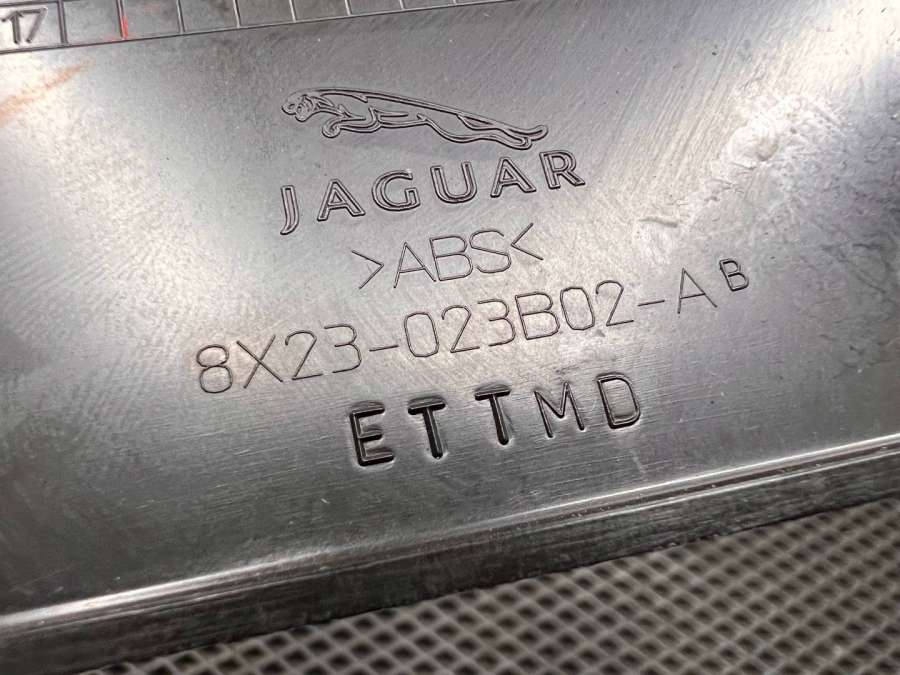 17
JAGUAR
>ABS<
8X23-023B02-AB
ETTMD